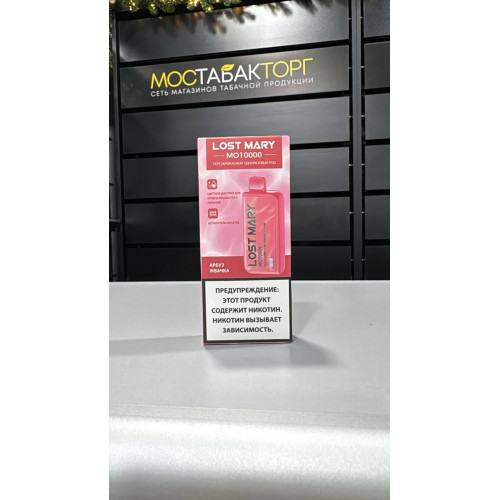 МОСТАБАКТОРГ
СЕТЬ МАГАЗИНОВ ТАБАЧНОЙ ПРОДУКЦИИ
LOST MARY
MO10000
LOST MARY
MO10000
АРБУЗ
ЖВАЧКА
ПРЕДУПРЕЖДЕНИЕ:
ЭТОТ ПРОДУКТ
СОДЕРЖИТ НИКОТИН.
НИКОТИН ВЫЗЫВАЕТ
ЗАВИСИМОСТЬ.